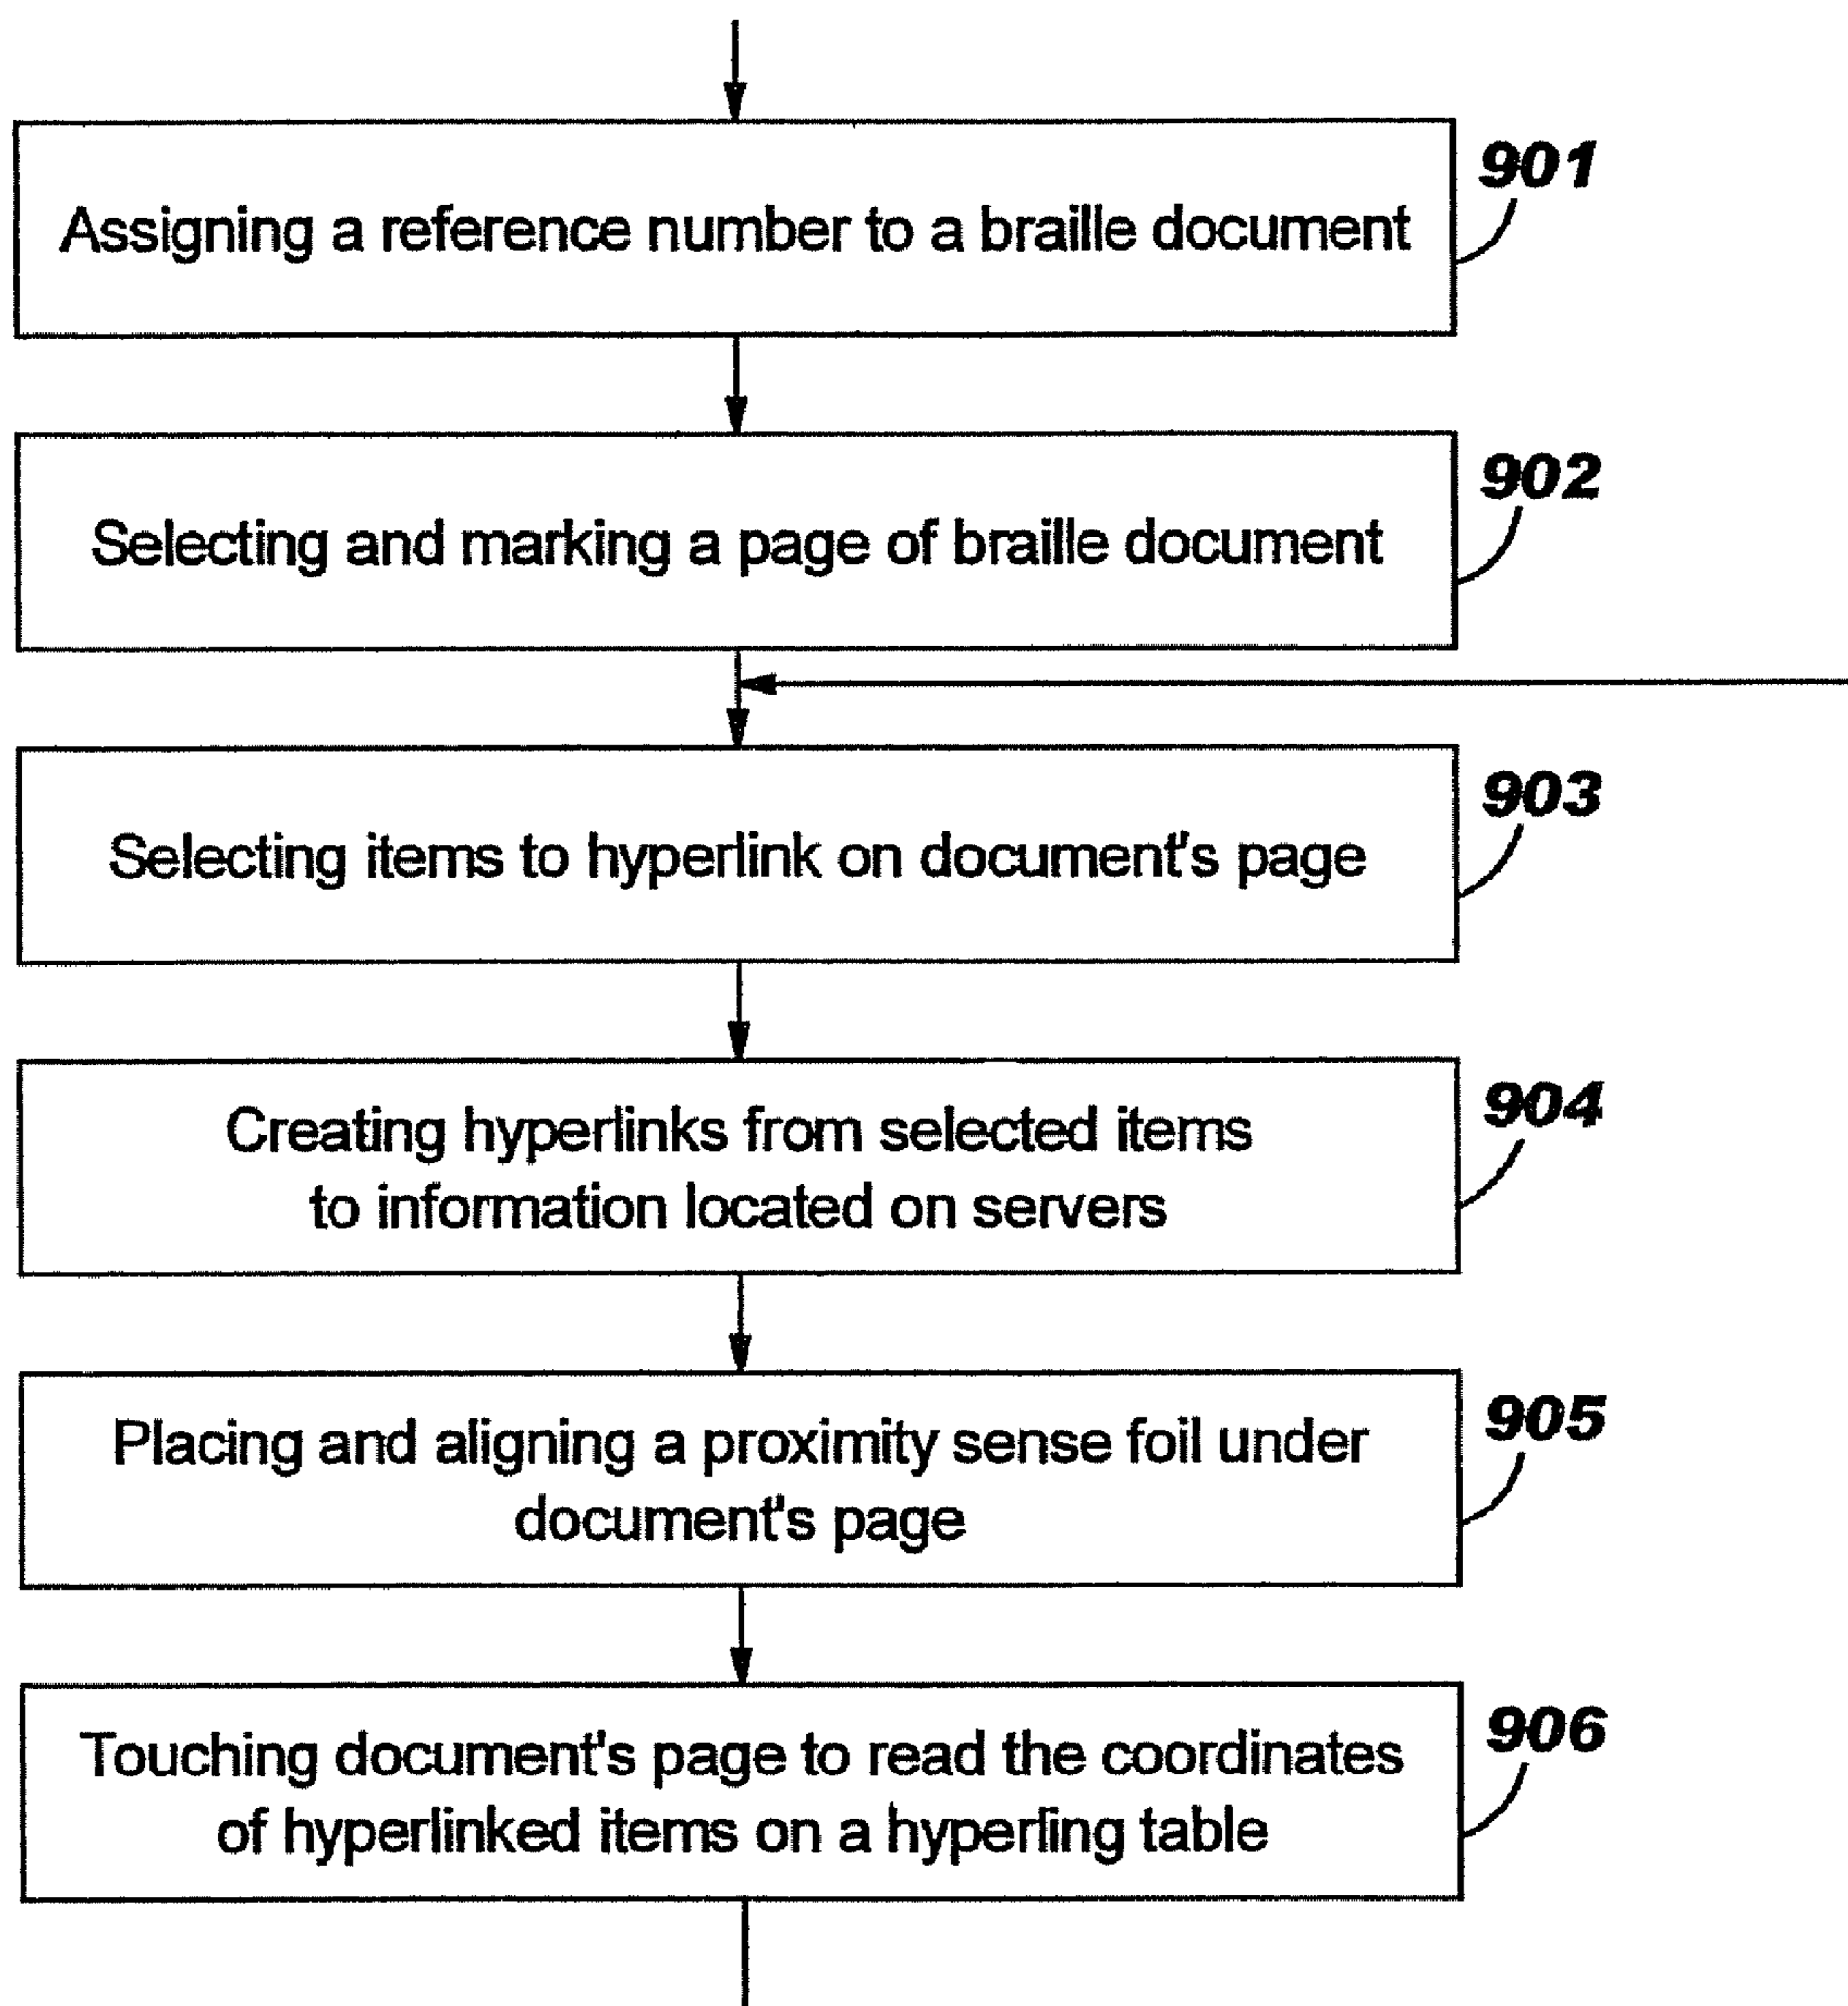 901
Assigning a reference number to a braille document
902
Selecting and marking a page of braille document
903
Selecting items to hyperlink on document's page
904
Creating hyperlinks from selected items
to information located on servers
905
Placing and aligning a proximity sense foil under
document's page
906
Touching document's page to read the coordinates
of hyperlinked items on a hyperling table